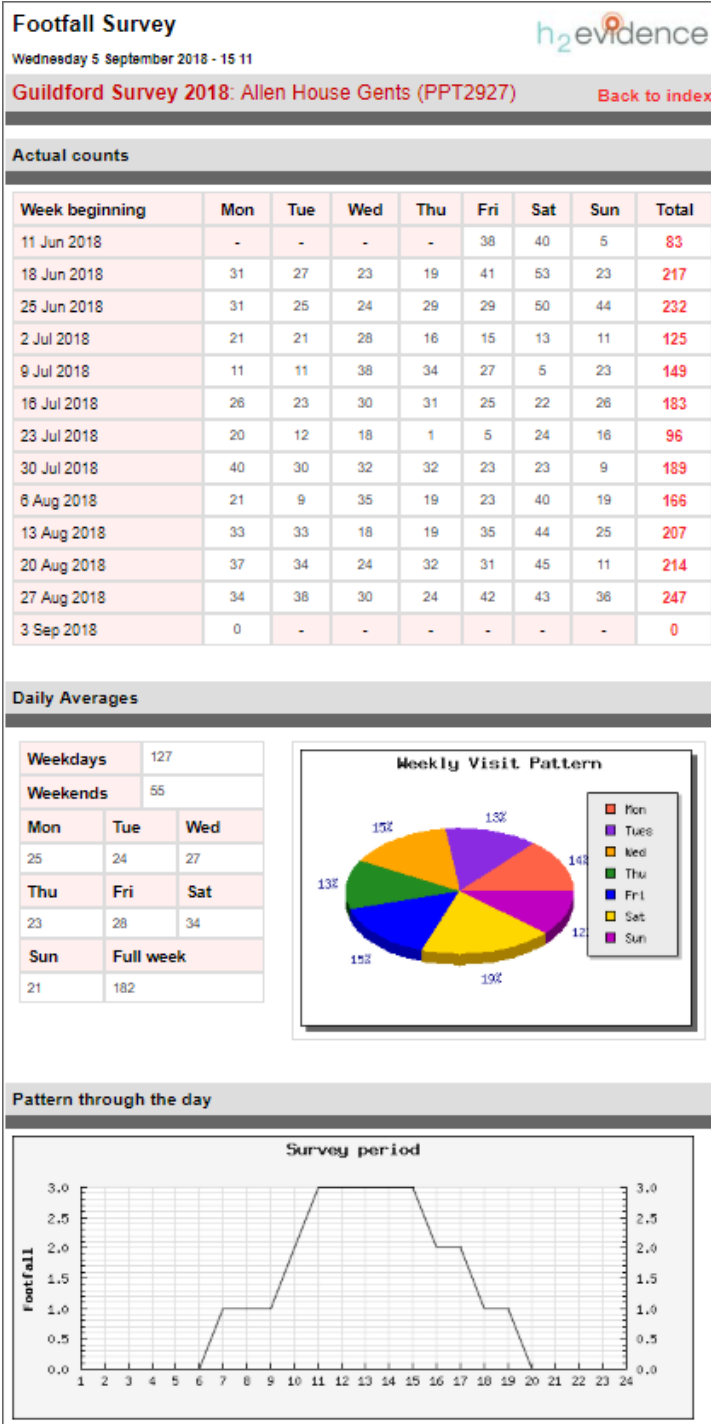 Footfall Survey
h2evidence
Wednesday 5 September 2018 - 15 11
Guildford Survey 2018: Allen House Gents (PPT2927) Back to index
Actual counts
Week beginning Mon Tue Wed Thu Fri Sat Sun Total
11 Jun 2018 - - - - 38 40 5 83
18 Jun 2018 31 27 23 19 41 53 23 217
25 Jun 2018 31 25 24 29 29 50 44 232
2 Jul 2018 21 21 28 16 15 13 11 125
9 Jul 2018 11 11 38 34 27 5 23 149
16 Jul 2018 26 23 30 31 25 22 26 183
23 Jul 2018 20 12 18 1 5 24 16 96
30 Jul 2018 40 30 32 32 23 23 9 189
6 Aug 2018 21 9 35 19 23 40 19 166
13 Aug 2018 33 33 18 19 35 44 25 207
20 Aug 2018 37 34 24 32 31 45 11 214
27 Aug 2018 34 38 30 24 42 43 36 247
3 Sep 2018 0 - - - - - - 0
Daily Averages
Weekdays 127
Weekends 55
Mon Tue Wed
25 24 27
Thu Fri Sat
23 28 34
Sun Full week
21 182
Weekly Visit Pattern
14%
13%
15%
13%
15%
19%
12
Mon
Tues
Wed
Thu
Fri
Sat
Sun
Pattern through the day
Survey period
Footfall
3.0 3.0
2.5 2.5
2.0 2.0
1.5 1.5
1.0 1.0
0.5 0.5
0.0 0.0
1 2 3 4 5 6 7 8 9 10 11 12 13 14 15 16 17 18 19 20 21 22 23 24